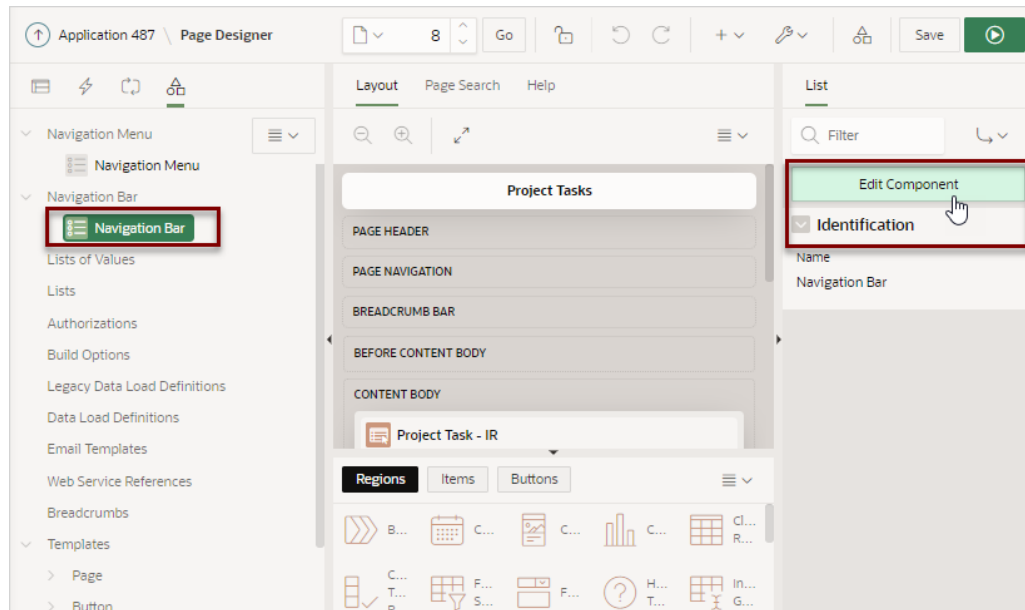 Application 487 \ Page Designer
8
Go
Save
Layout
Page Search
Help
List
Navigation Menu
Navigation Menu
Navigation Bar
Navigation Bar
Lists of Values
Lists
Authorizations
Build Options
Legacy Data Load Definitions
Data Load Definitions
Email Templates
Web Service References
Breadcrumbs
Templates
Page
Button
Project Tasks
PAGE HEADER
PAGE NAVIGATION
BREADCRUMB BAR
BEFORE CONTENT BODY
CONTENT BODY
Project Task - IR
Regions
Items
Buttons
B...
C...
C...
C...
Cl...
R...
C...
T...
F...
S...
F...
H...
T...
In...
G...
Filter
Edit Component
Identification
Name
Navigation Bar